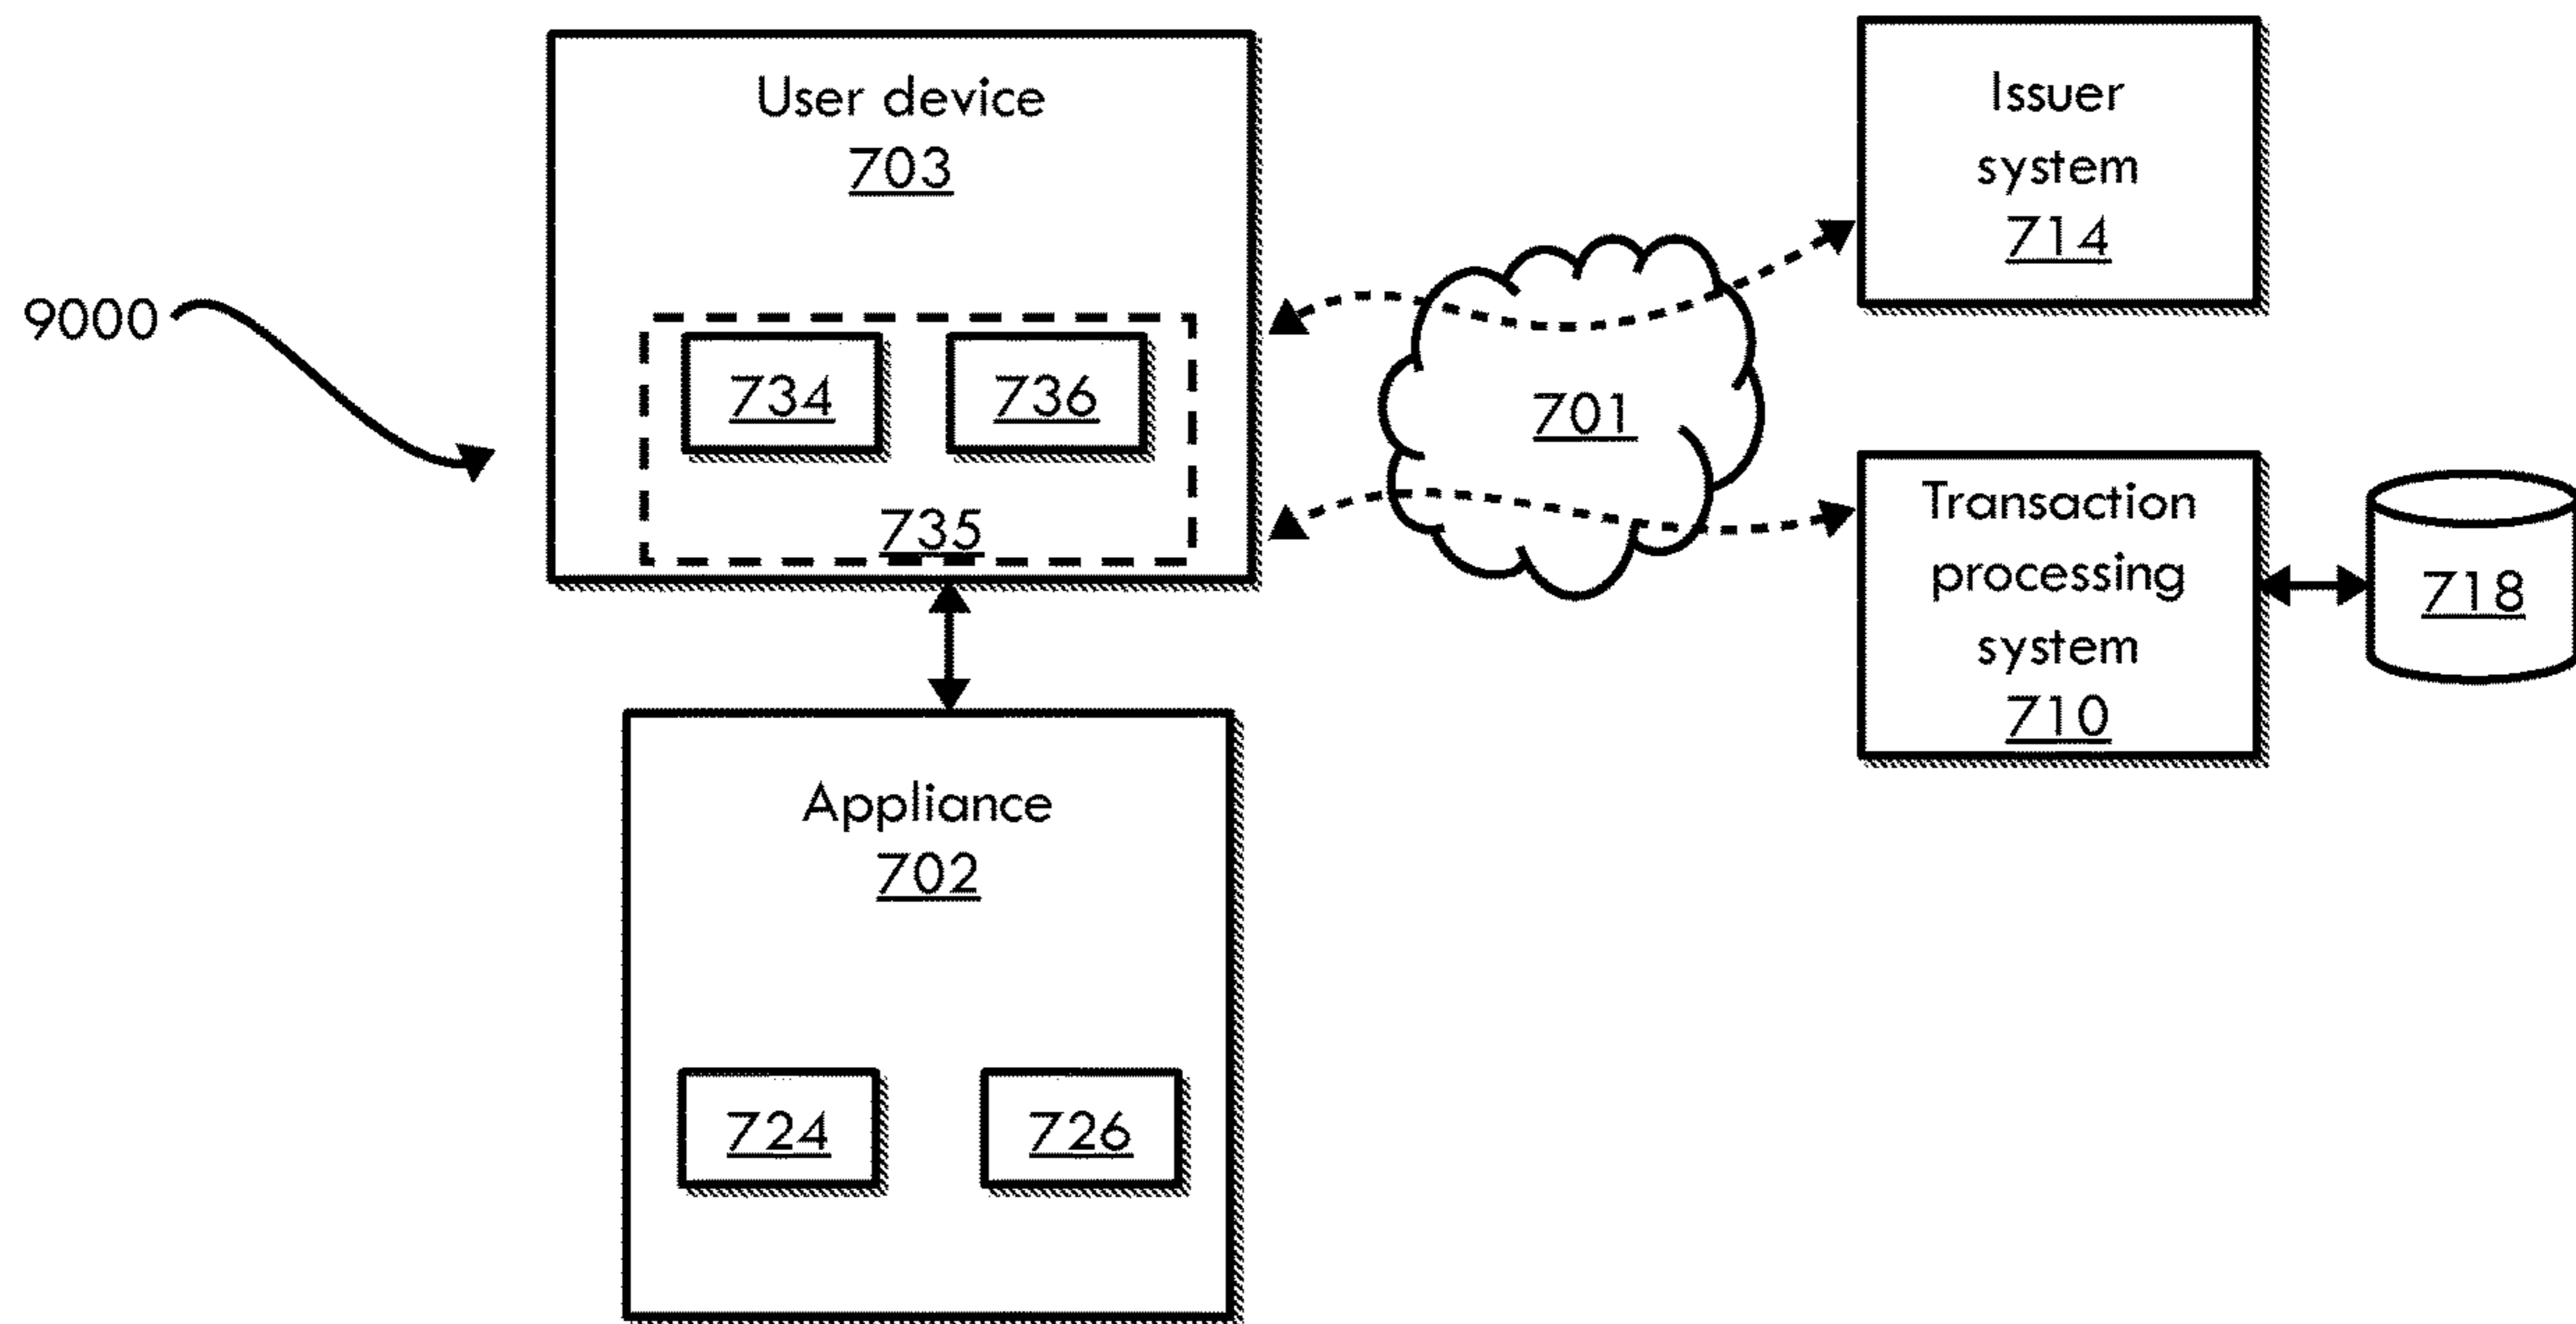 9000
User device
703
734
736
735
701
Issuer
system
714
Transaction
processing
system
710
718
Appliance
702
724
726